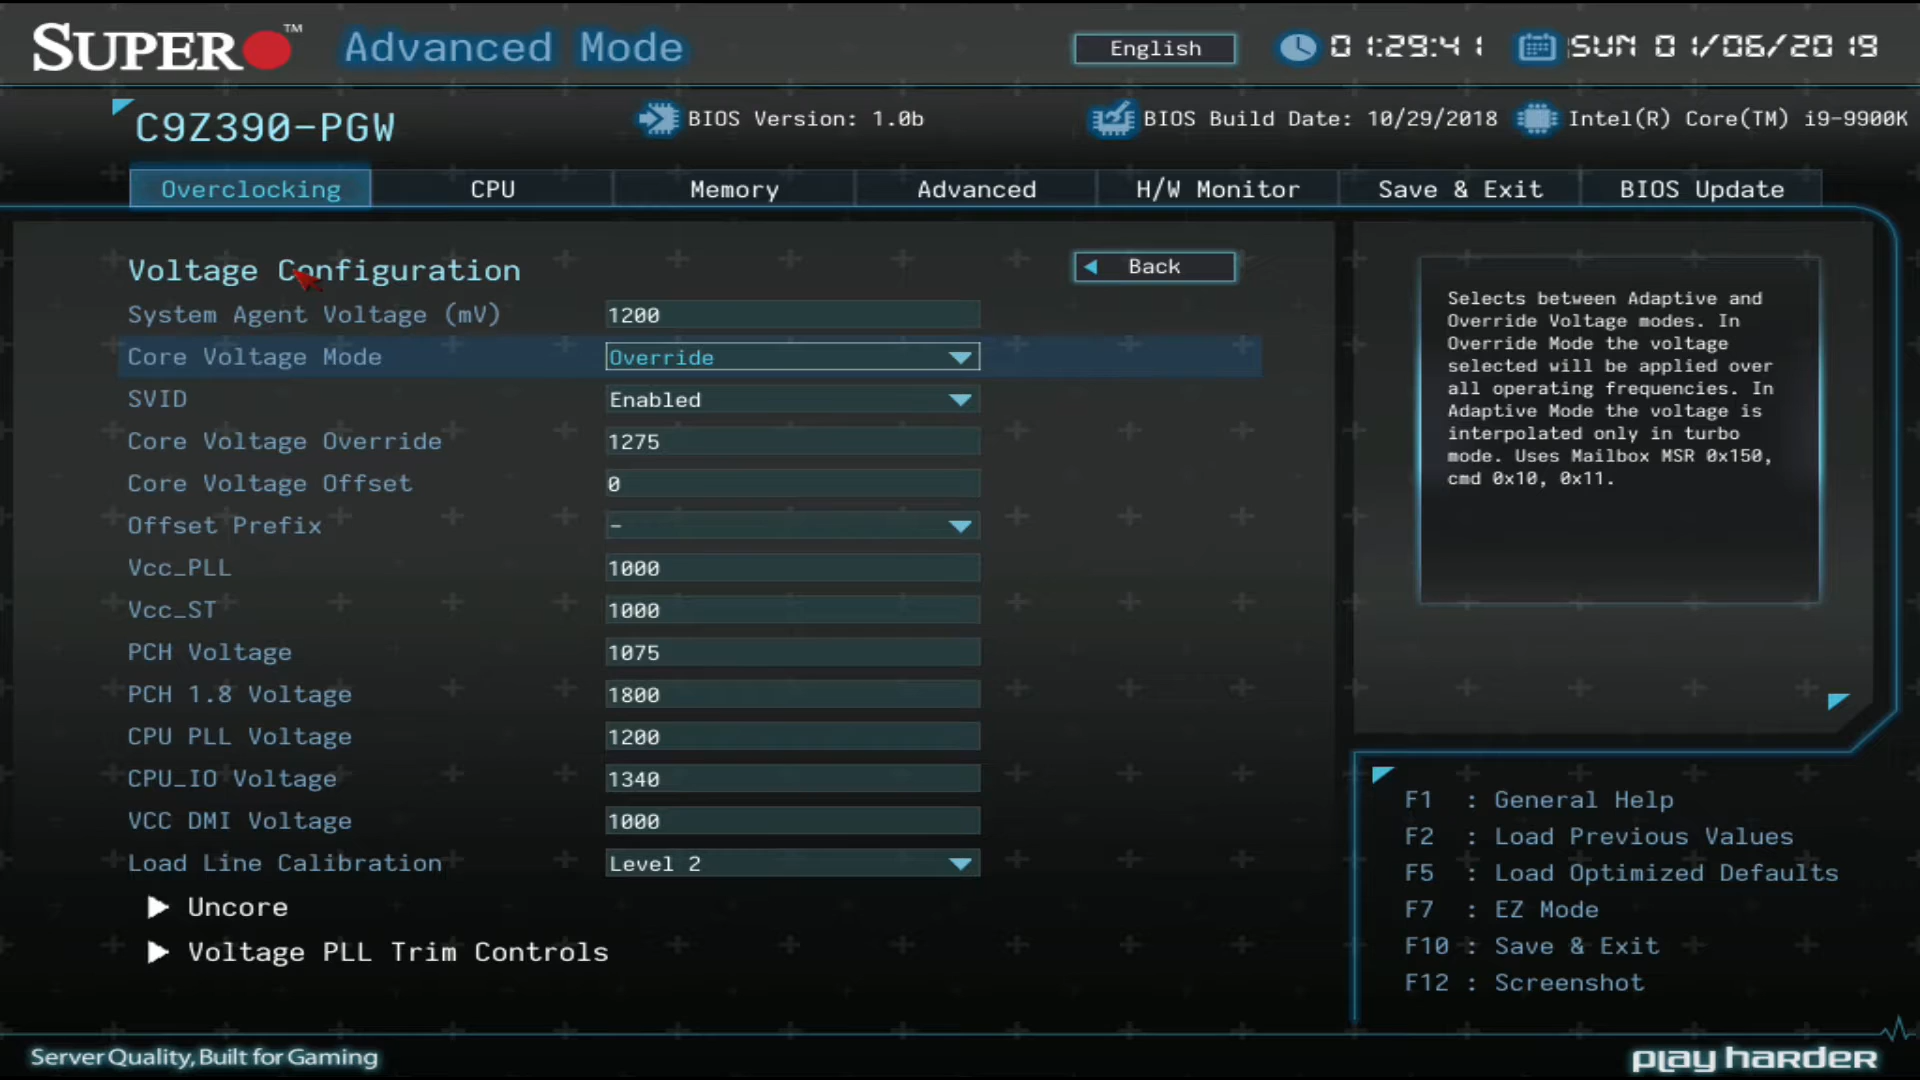 SUPER™ Advanced Mode English 01:29:41 SUN 01/06/2019
C9Z390-PGW BIOS Version: 1.0b BIOS Build Date: 10/29/2018 Intel(R) Core(TM) i9-9900K
Overclocking CPU Memory Advanced H/W Monitor Save & Exit BIOS Update
Voltage Configuration Back
System Agent Voltage (mV) 1200
Core Voltage Mode Override
SVID Enabled
Core Voltage Override 1275
Core Voltage Offset 0
Offset Prefix -
Vcc_PLL 1000
Vcc_ST 1000
PCH Voltage 1075
PCH 1.8 Voltage 1800
CPU PLL Voltage 1200
CPU_IO Voltage 1340
VCC DMI Voltage 1000
Load Line Calibration Level 2
Uncore
Voltage PLL Trim Controls
Selects between Adaptive and
Override Voltage modes. In
Override Mode the voltage
selected will be applied over
all operating frequencies. In
Adaptive Mode the voltage is
interpolated only in turbo
mode. Uses Mailbox MSR 0x150,
cmd 0x10, 0x11.
F1 : General Help
F2 : Load Previous Values
F5 : Load Optimized Defaults
F7 : EZ Mode
F10 : Save & Exit
F12 : Screenshot
Server Quality, Built for Gaming play harder